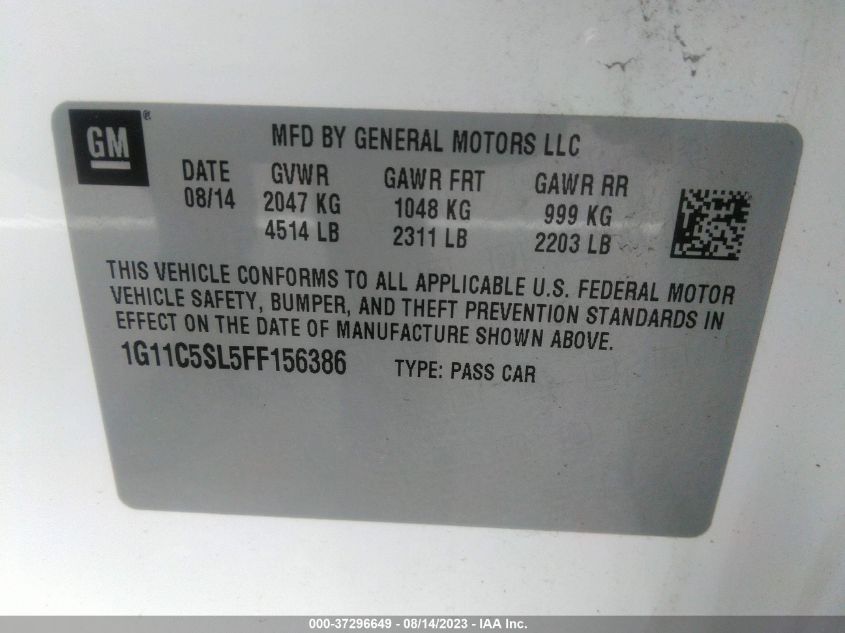 GM®
MFD BY GENERAL MOTORS LLC
DATE GVWR GAWR FRT GAWR RR
08/14 2047 KG 1048 KG 999 KG
4514 LB 2311 LB 2203 LB
THIS VEHICLE CONFORMS TO ALL APPLICABLE U.S. FEDERAL MOTOR
VEHICLE SAFETY, BUMPER, AND THEFT PREVENTION STANDARDS IN
EFFECT ON THE DATE OF MANUFACTURE SHOWN ABOVE.
1G11C5SL5FF156386 TYPE: PASS CAR
000-37296649 - 08/14/2023 - IAA Inc.